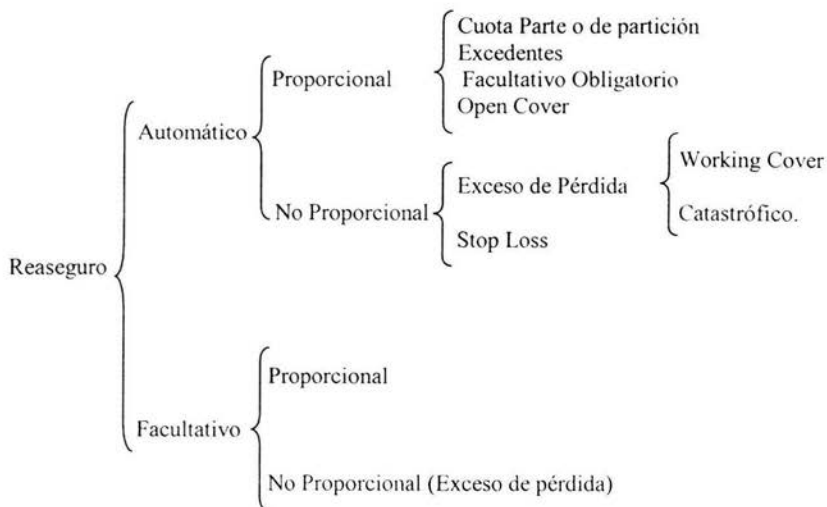 Reaseguro
Automático
Proporcional
Cuota Parte o de partición
Excedentes
Facultativo Obligatorio
Open Cover
No Proporcional
Exceso de Pérdida
Working Cover
Catastrófico.
Stop Loss
Facultativo
Proporcional
No Proporcional (Exceso de pérdida)